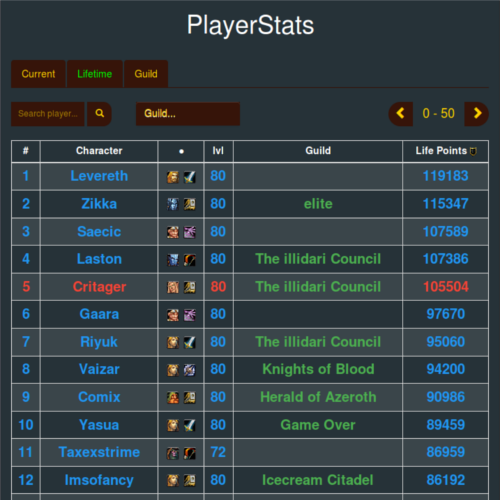 PlayerStats
Current Lifetime Guild
Search player... Guild... 0 - 50
# Character • lvl Guild Life Points
1 Levereth 80 119183
2 Zikka 80 elite 115347
3 Saecic 80 107589
4 Laston 80 The illidari Council 107386
5 Critager 80 The illidari Council 105504
6 Gaara 80 97670
7 Riyuk 80 The illidari Council 95060
8 Vaizar 80 Knights of Blood 94200
9 Comix 80 Herald of Azeroth 90986
10 Yasua 80 Game Over 89459
11 Taxexstrime 72 86959
12 Imsofancy 80 Icecream Citadel 86192